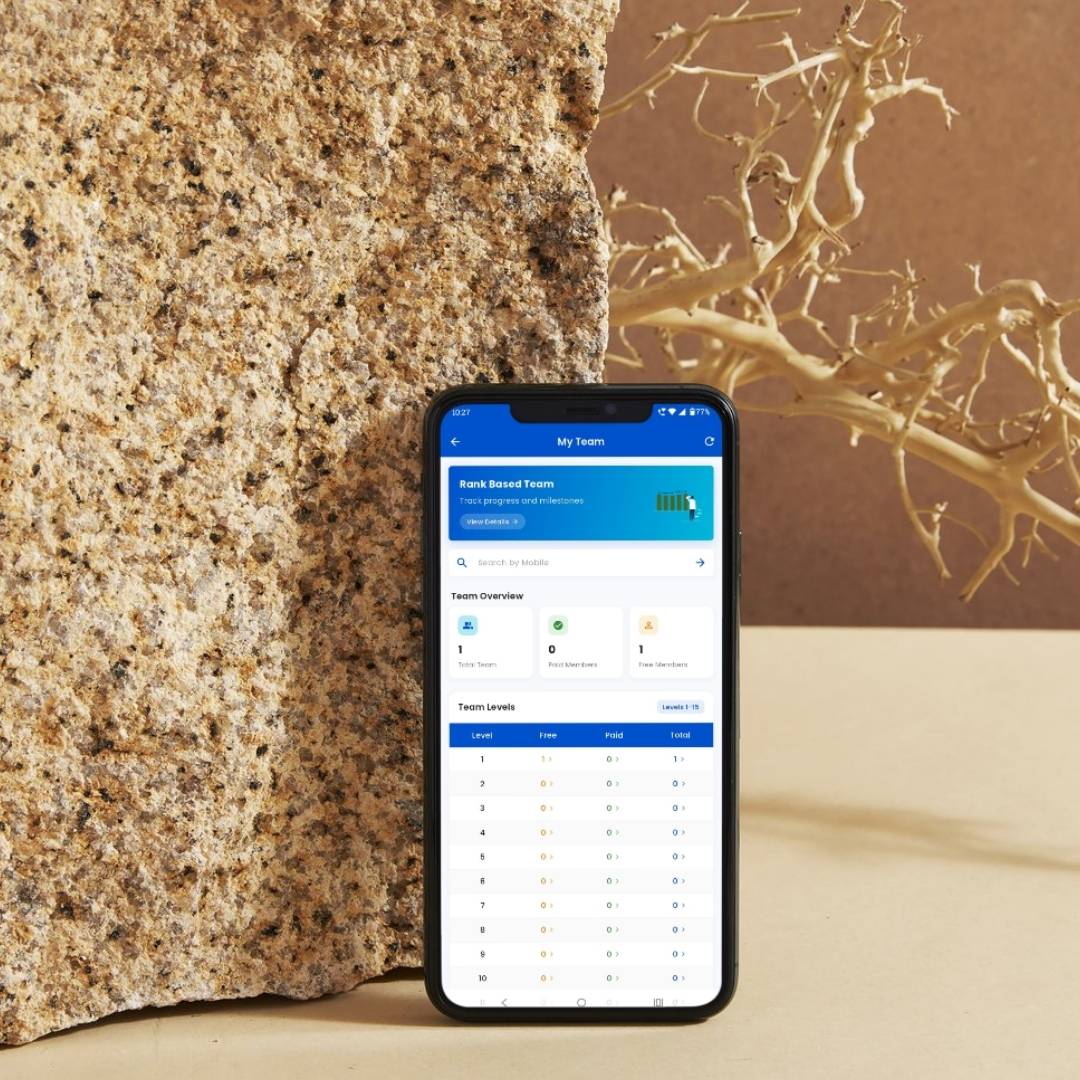 10:27 77%
My Team
Rank Based Team
Track progress and milestones
View Details
Search by Mobile
Team Overview
1 0 1
Total Team Paid Members Free Members
Team Levels Levels 1-15
Level Free Paid Total
1 1 0 1
2 0 0 0
3 0 0 0
4 0 0 0
5 0 0 0
6 0 0 0
7 0 0 0
8 0 0 0
9 0 0 0
10 0 0 0